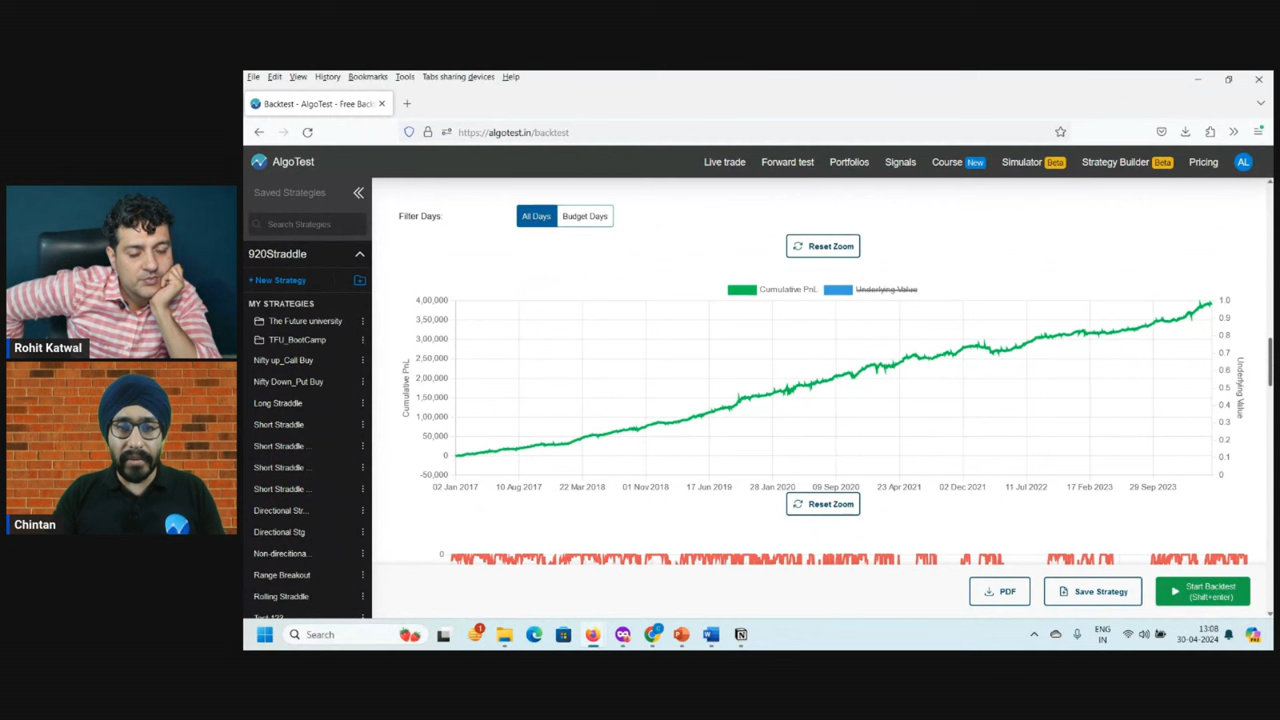 File Edit View History Bookmarks Tools Tabs sharing devices Help
Backtest - AlgoTest - Free Back
https://algotest.in/backtest
AlgoTest
Live trade Forward test Portfolios Signals Course New Simulator Beta Strategy Builder Beta Pricing AL
Saved Strategies
Search Strategies
920Straddle
+ New Strategy
MY STRATEGIES
The Future university
TFU_BootCamp
Nifty up_Call Buy
Nifty Down_Put Buy
Long Straddle
Short Straddle
Short Straddle ...
Short Straddle ...
Short Straddle ...
Directional Str...
Directional Stg
Non-directiona...
Range Breakout
Rolling Straddle
Test 123
Filter Days:
All Days Budget Days
Reset Zoom
Cumulative PnL Underlying Value
4,00,000
3,50,000
3,00,000
2,50,000
2,00,000
1,50,000
1,00,000
50,000
0
-50,000
Cumulative PnL
1.0
0.9
0.8
0.7
0.6
0.5
0.4
0.3
0.2
0.1
0
Underlying Value
02 Jan 2017 10 Aug 2017 22 Mar 2018 01 Nov 2018 17 Jun 2019 28 Jan 2020 09 Sep 2020 23 Apr 2021 02 Dec 2021 11 Jul 2022 17 Feb 2023 29 Sep 2023
Reset Zoom
0
PDF
Save Strategy
Start Backtest
(Shift+enter)
Search
1
ENG
IN
13:08
30-04-2024
Rohit Katwal
Chintan